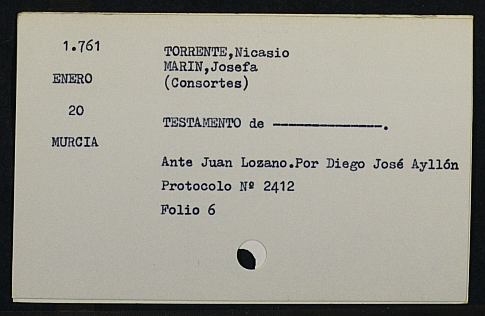 1.761
TORRENTE,Nicasio
MARIN,Josefa
ENERO
(Consortes)
20
TESTAMENTO de ----------------.
MURCIA
Ante Juan Lozano.Por Diego José Ayllón
Protocolo Nº 2412
Folio 6